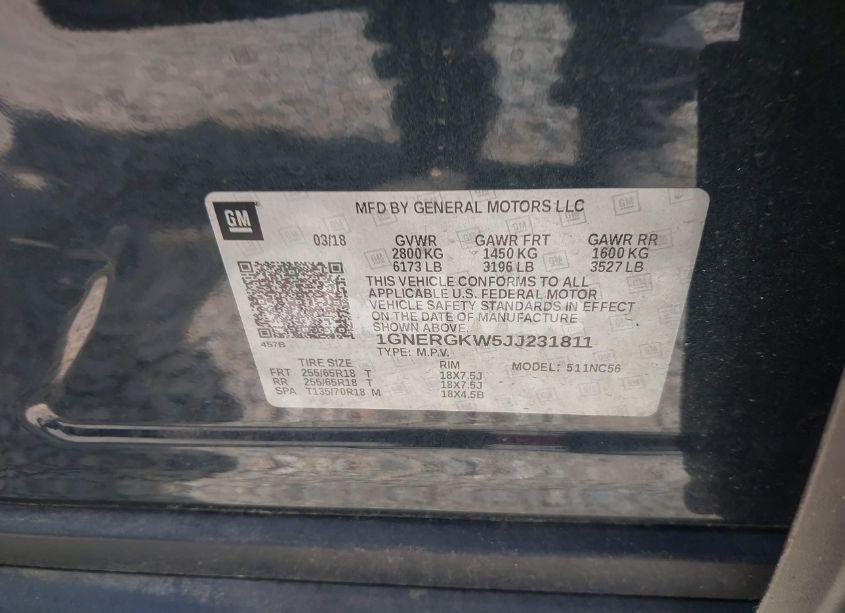 GM
MFD BY GENERAL MOTORS LLC
03/18 GVWR GAWR FRT GAWR RR
2800 KG 1450 KG 1600 KG
6173 LB 3196 LB 3527 LB
THIS VEHICLE CONFORMS TO ALL
APPLICABLE U.S. FEDERAL MOTOR
VEHICLE SAFETY STANDARDS IN EFFECT
ON THE DATE OF MANUFACTURE
SHOWN ABOVE.
457B
1GNERGKW5JJ231811
TYPE: M.P.V.
MODEL: 511NC56
TIRE SIZE RIM
FRT 255/65R18 T 18X7.5J
RR 255/65R18 T 18X7.5J
SPA T135/70R18 M 18X4.5B